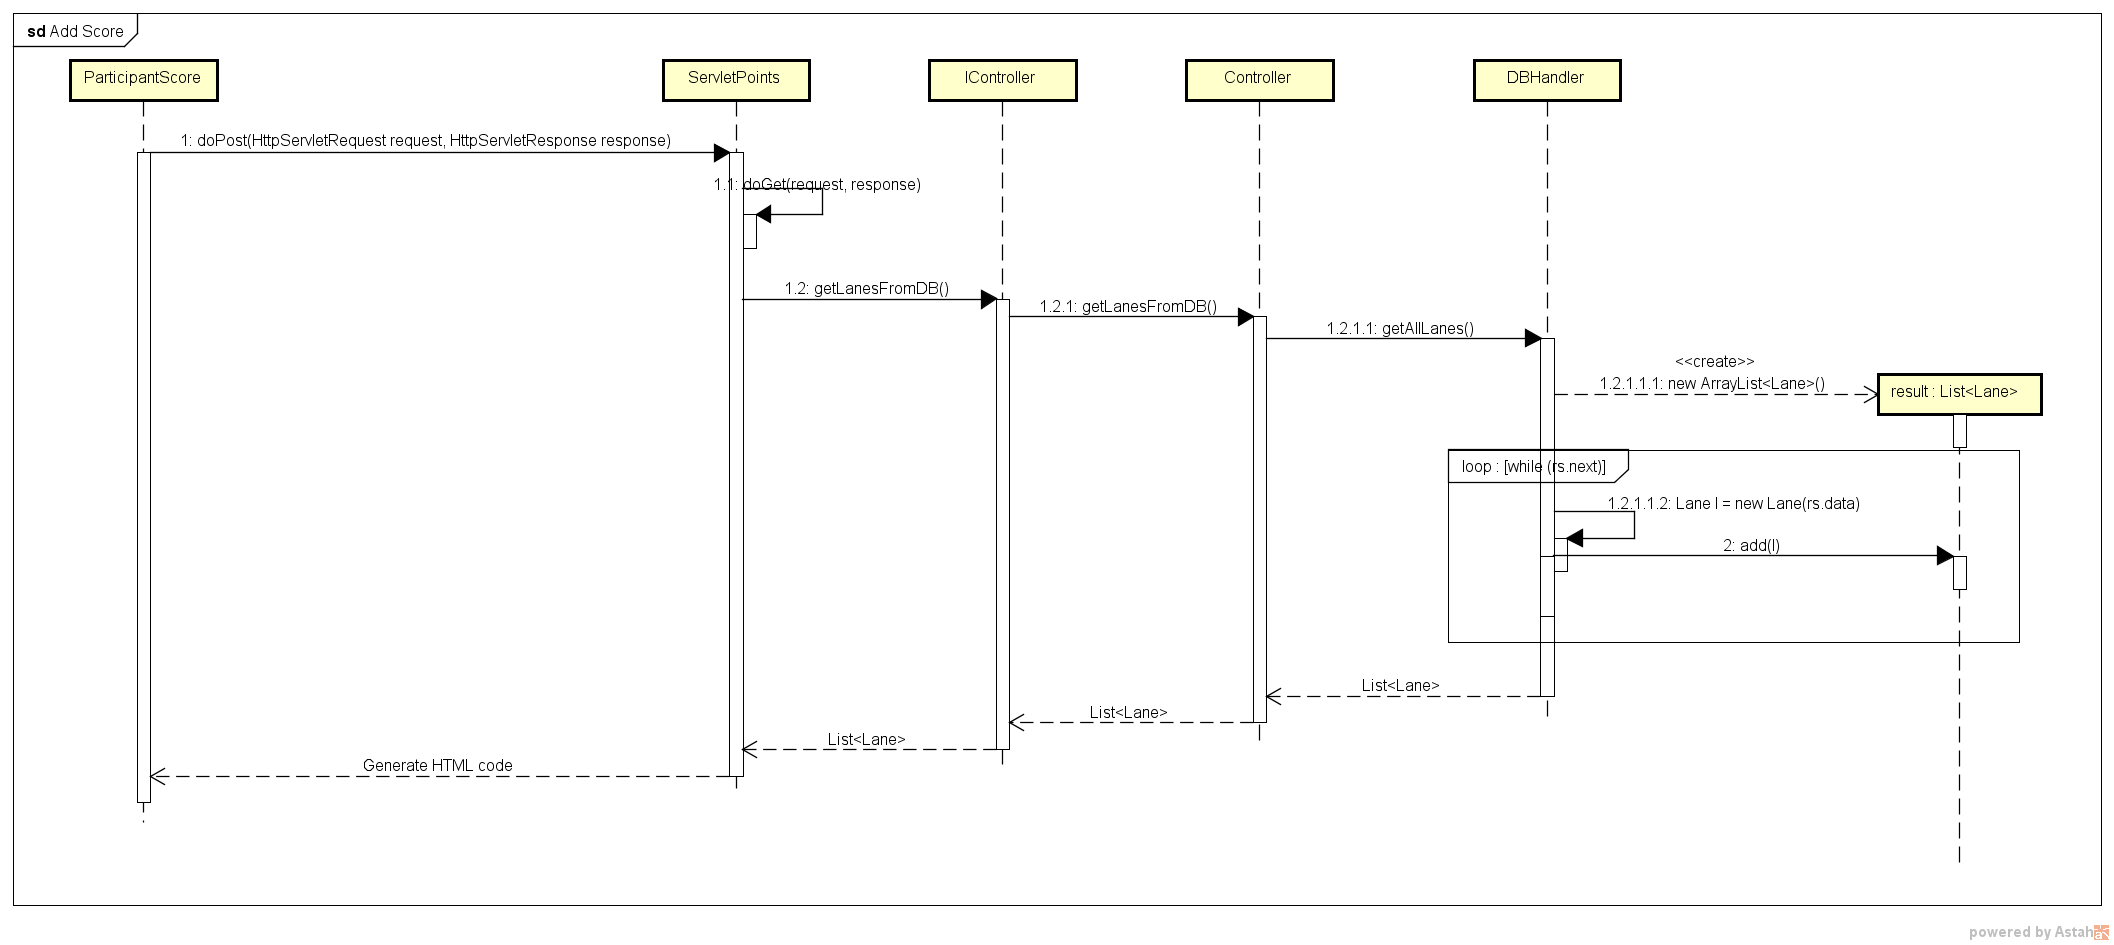 sd Add Score
ParticipantScore
ServletPoints
IController
Controller
DBHandler
1: doPost(HttpServletRequest request, HttpServletResponse response)
1.1: doGet(request, response)
1.2: getLanesFromDB()
1.2.1: getLanesFromDB()
1.2.1.1: getAllLanes()
<<create>>
1.2.1.1.1: new ArrayList<Lane>()
result : List<Lane>
loop : [while (rs.next)]
1.2.1.1.2: Lane l = new Lane(rs.data)
2: add(l)
List<Lane>
List<Lane>
List<Lane>
Generate HTML code
powered by Astah